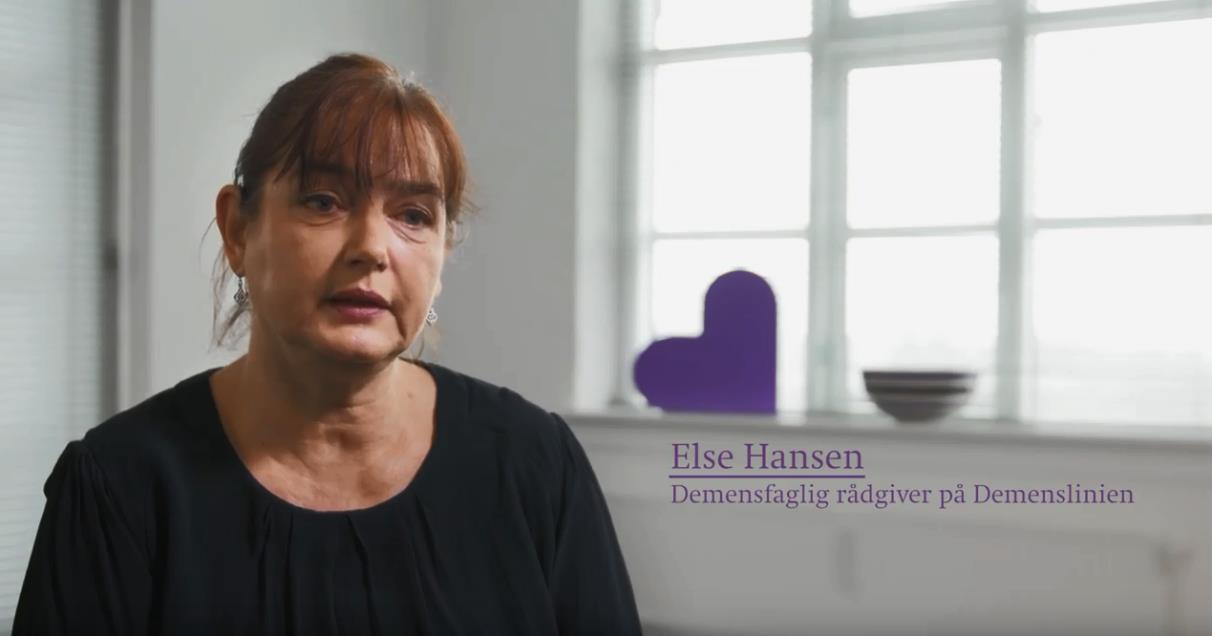 Else Hansen
Demensfaglig rådgiver på Demenslinien